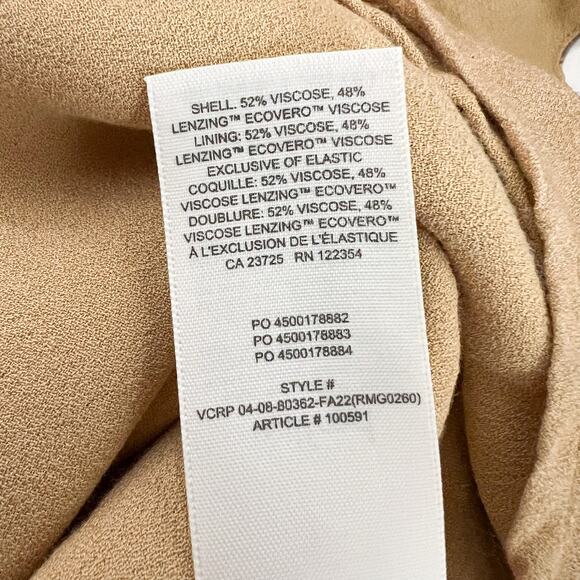 SHELL: 52% VISCOSE, 48%
LENZING™ ECOVERO™ VISCOSE
LINING: 52% VISCOSE, 48%
LENZING™ ECOVERO™ VISCOSE
EXCLUSIVE OF ELASTIC
COQUILLE: 52% VISCOSE, 48%
VISCOSE LENZING™ ECOVERO™
DOUBLURE: 52% VISCOSE, 48%
VISCOSE LENZING™ ECOVERO™
À L'EXCLUSION DE L'ÉLASTIQUE
CA 23725 RN 122354
PO 4500178882
PO 4500178883
PO 4500178884
STYLE #
VCRP 04-08-80362-FA22(RMG0260)
ARTICLE # 100591